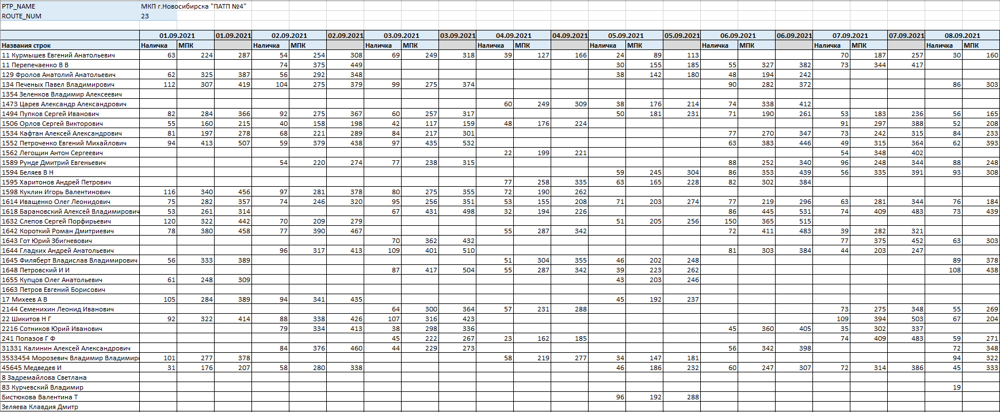 PTP_NAME МКП г.Новосибирска "ПАТП №4"
ROUTE_NUM 23
01.09.2021 01.09.2021 02.09.2021 02.09.2021 03.09.2021 03.09.2021 04.09.2021 04.09.2021 05.09.2021 05.09.2021 06.09.2021 06.09.2021 07.09.2021 07.09.2021 08.09.2021
Названия строк Наличка МПК Наличка МПК Наличка МПК Наличка МПК Наличка МПК Наличка МПК Наличка МПК Наличка МПК
11 Курмышев Евгений Анатольевич 63 224 287 54 254 308 69 249 318 39 127 166 24 89 113 70 187 257 30 160
11 Перепечаенко В В 74 375 449 30 155 185 55 327 382 73 344 417
129 Фролов Анатолий Анатольевич 62 325 387 56 292 348 38 142 180 48 194 242
134 Печеных Павел Владимирович 112 307 419 104 275 379 99 275 374 90 282 372 86 303
1354 Зеленков Владимир Алексеевич
1473 Царев Александр Александрович 60 249 309 38 176 214 74 338 412
1494 Пупков Сергей Иванович 82 284 366 92 275 367 60 257 317 50 181 231 71 190 261 53 183 236 56 165
1506 Орлов Сергей Викторович 55 160 215 40 158 198 42 117 159 48 176 224 91 297 388 52 208
1534 Кафтан Алексей Александрович 81 197 278 68 221 289 84 217 301 77 270 347 73 242 315 84 233
1552 Петроченко Евгений Михайлович 94 413 507 59 379 438 97 435 532 63 383 446 49 315 364 62 393
1562 Легощин Антон Сергеевич 22 199 221 54 348 402
1589 Рунде Дмитрий Евгеньевич 54 220 274 77 238 315 88 252 340 96 248 344 88 248
1594 Беляев В Н 59 245 304 86 353 439 56 335 391 93 308
1595 Харитонов Андрей Петрович 77 258 335 63 165 228 82 302 384
1598 Куклин Игорь Валентинович 116 340 456 97 281 378 80 275 355 72 190 262
1614 Иващенко Олег Леонидович 75 282 357 74 246 320 95 256 351 53 155 208 71 203 274 77 219 296 63 281 344 76 184
1618 Барановский Алексей Владимирович 53 261 314 67 431 498 32 194 226 86 445 531 74 409 483 73 439
1632 Слепов Сергей Порфирьевич 120 322 442 70 209 279 51 205 256 150 365 515
1642 Короткий Роман Дмитриевич 78 380 458 77 390 467 55 287 342 72 411 483 39 282 321
1643 Гот Юрий Збигневович 70 362 432 77 375 452 63 303
1644 Гладких Андрей Анатольевич 96 317 413 109 401 510 81 303 384 44 203 247
1645 Филяберт Владислав Владимирович 56 333 389 51 304 355 46 202 248 89 378
1648 Петровский И И 87 417 504 55 287 342 39 223 262 108 438
1655 Купцов Олег Анатольевич 61 248 309 43 203 246
1663 Петров Евгений Борисович
17 Михеев А В 105 284 389 94 341 435 45 192 237
2144 Семенихин Леонид Иванович 64 300 364 57 231 288 73 275 348 55 269
22 Шикитов Н Г 92 322 414 88 338 426 107 316 423 109 394 503 67 204
2216 Сотников Юрий Иванович 79 334 413 38 298 336 45 360 405 35 302 337
241 Попазов Г Ф 45 222 267 23 162 185 74 409 483 59 271
31331 Калинин Алексей Александрович 84 376 460 44 229 273 56 342 398 72 348
3533454 Морозевич Владимир Владимиро 101 277 378 58 219 277 34 147 181 94 322
45645 Медведев И 31 176 207 58 280 338 46 186 232 60 247 307 72 314 386 45 333
8 Задремайлова Светлана
83 Курчевский Владимир 19
Бистюкова Валентина Т 96 192 288
Зеляева Клавдия Дмитр